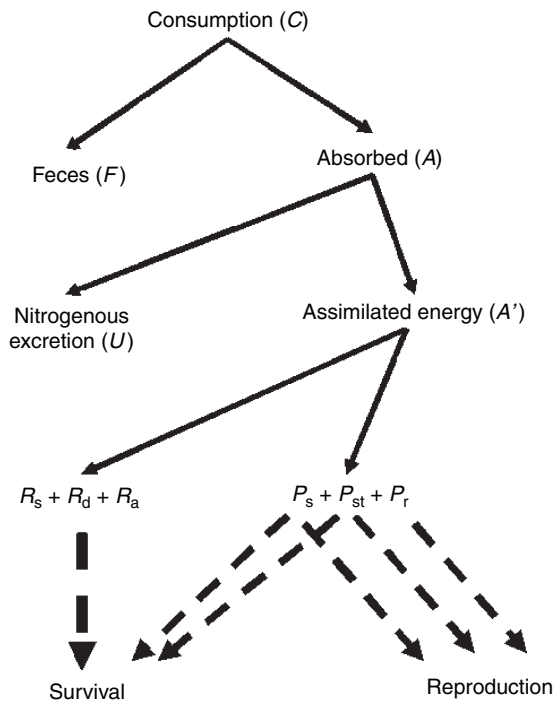 Consumption (C)
Feces (F)
Absorbed (A)
Nitrogenous
excretion (U)
Assimilated energy (A')
Rs + Rd + Ra
Ps + Pst + Pr
Survival
Reproduction